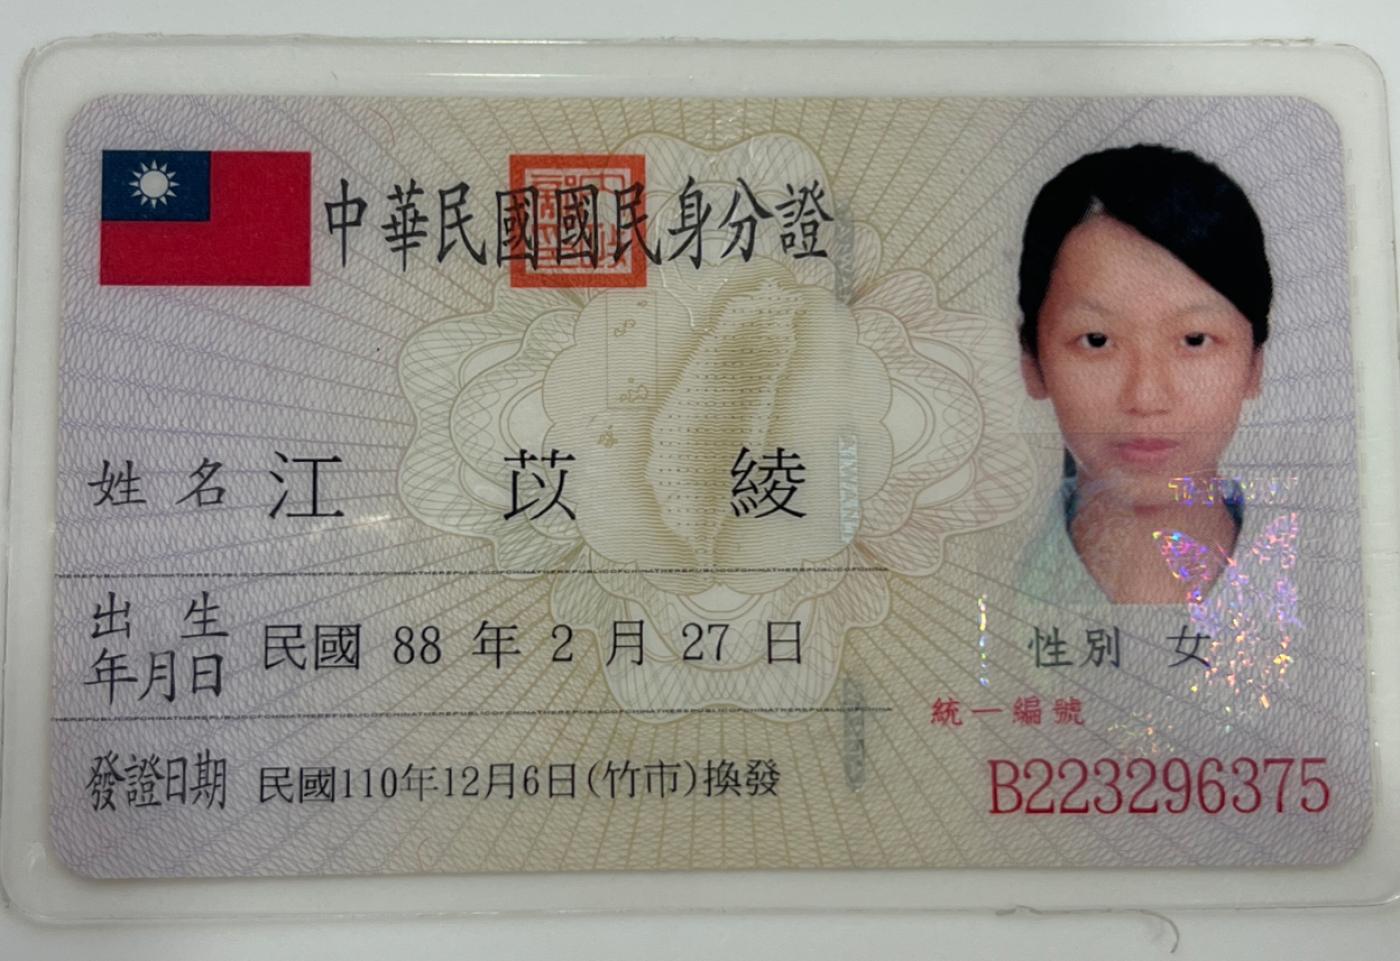 中華民國國民身分證
姓名 江苡綾
出生年月日 民國 88 年 2 月 27 日
性別 女
發證日期 民國110年12月6日(竹市)換發
統一編號
B223296375